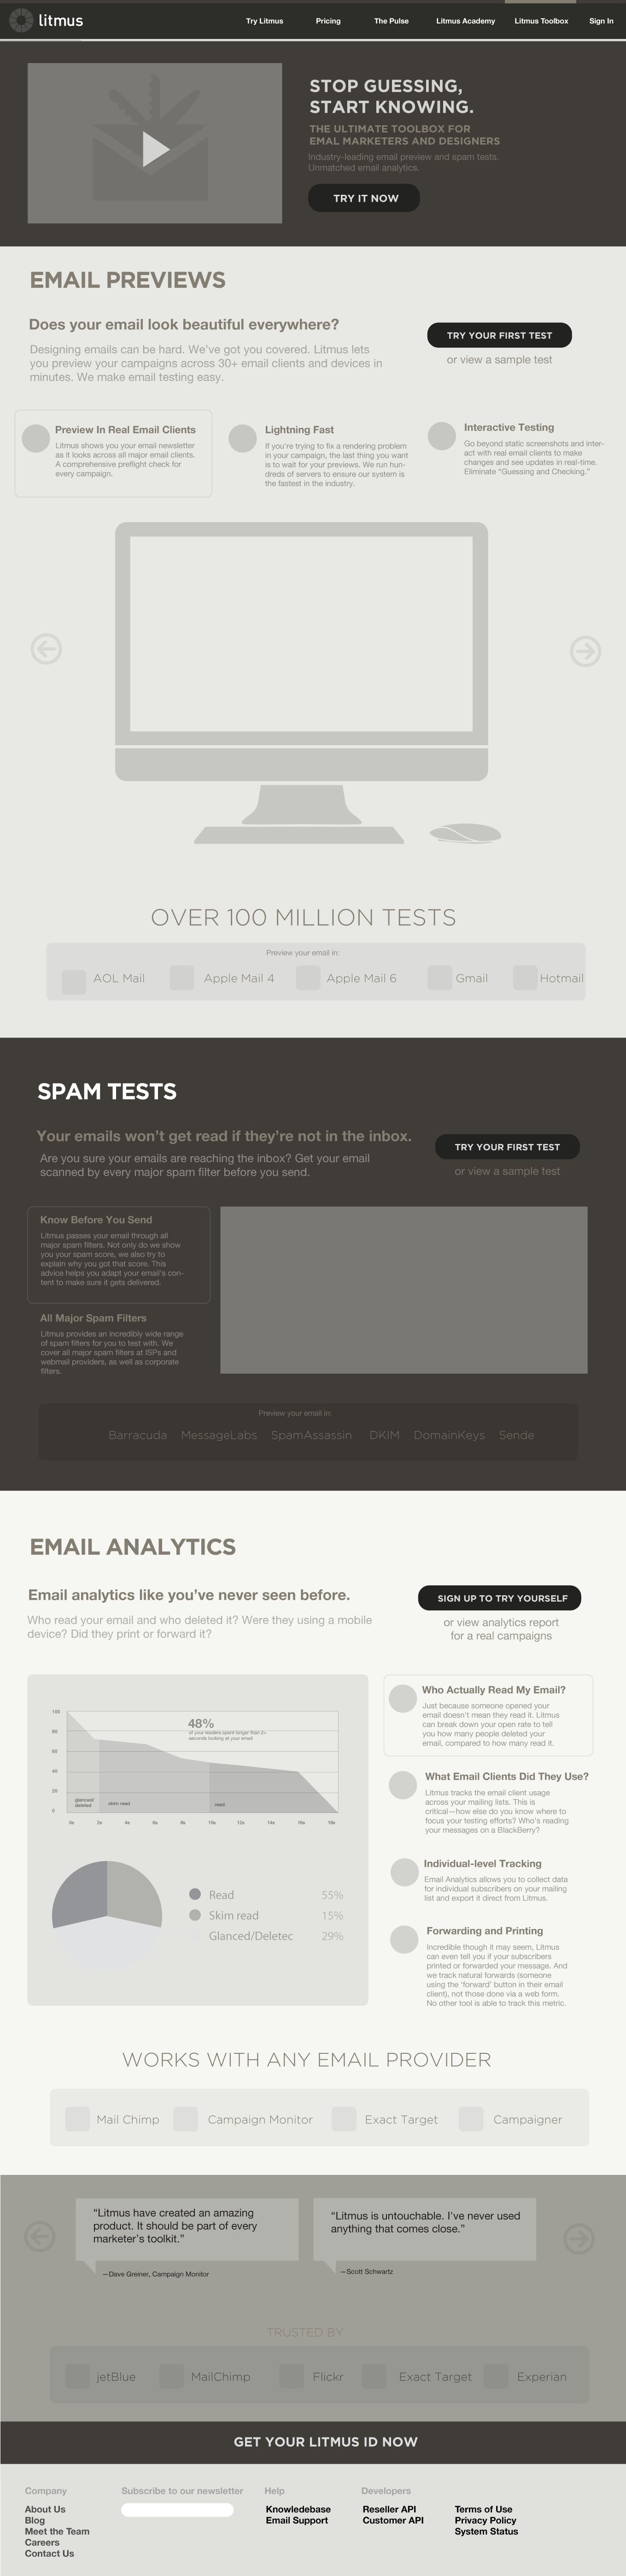 litmus
Try Litmus
Pricing
The Pulse
Litmus Academy
Litmus Toolbox
Sign In
STOP GUESSING,
START KNOWING.
THE ULTIMATE TOOLBOX FOR
EMAL MARKETERS AND DESIGNERS
Industry-leading email preview and spam tests.
Unmatched email analytics.
TRY IT NOW
EMAIL PREVIEWS
Does your email look beautiful everywhere?
Designing emails can be hard. We've got you covered. Litmus lets
you preview your campaigns across 30+ email clients and devices in
minutes. We make email testing easy.
TRY YOUR FIRST TEST
or view a sample test
Preview In Real Email Clients
Litmus shows you your email newsletter
as it looks across all major email clients.
A comprehensive preflight check for
every campaign.
Lightning Fast
If you're trying to fix a rendering problem
in your campaign, the last thing you want
is to wait for your previews. We run hun-
dreds of servers to ensure our system is
the fastest in the industry.
Interactive Testing
Go beyond static screenshots and inter-
act with real email clients to make
changes and see updates in real-time.
Eliminate "Guessing and Checking."
OVER 100 MILLION TESTS
Preview your email in:
AOL Mail
Apple Mail 4
Apple Mail 6
Gmail
Hotmail
SPAM TESTS
Your emails won't get read if they're not in the inbox.
Are you sure your emails are reaching the inbox? Get your email
scanned by every major spam filter before you send.
TRY YOUR FIRST TEST
or view a sample test
Know Before You Send
Litmus passes your email through all
major spam filters. Not only do we show
you your spam score, we also try to
explain why you got that score. This
advice helps you adapt your email's con-
tent to make sure it gets delivered.
All Major Spam Filters
Litmus provides an incredibly wide range
of spam filters for you to test with. We
cover all major spam filters at ISPs and
webmail providers, as well as corporate
filters.
Preview your email in:
Barracuda
MessageLabs
SpamAssassin
DKIM
DomainKeys
Sende
EMAIL ANALYTICS
Email analytics like you've never seen before.
Who read your email and who deleted it? Were they using a mobile
device? Did they print or forward it?
SIGN UP TO TRY YOURSELF
or view analytics report
for a real campaigns
100
80
60
40
20
0
48%
of your readers spent longer than 2+
seconds looking at your email
glanced/
deleted
skim read
read
0s
2s
4s
6s
8s
10s
12s
14s
16s
18s
Read 55%
Skim read 15%
Glanced/Deletec 29%
Who Actually Read My Email?
Just because someone opened your
email doesn't mean they read it. Litmus
can break down your open rate to tell
you how many people deleted your
email, compared to how many read it.
What Email Clients Did They Use?
Litmus tracks the email client usage
across your mailing lists. This is
critical—how else do you know where to
focus your testing efforts? Who's reading
your messages on a BlackBerry?
Individual-level Tracking
Email Analytics allows you to collect data
for individual subscribers on your mailing
list and export it direct from Litmus.
Forwarding and Printing
Incredible though it may seem, Litmus
can even tell you if your subscribers
printed or forwarded your message. And
we track natural forwards (someone
using the 'forward' button in their email
client), not those done via a web form.
No other tool is able to track this metric.
WORKS WITH ANY EMAIL PROVIDER
Mail Chimp
Campaign Monitor
Exact Target
Campaigner
"Litmus have created an amazing
product. It should be part of every
marketer's toolkit."
—Dave Greiner, Campaign Monitor
"Litmus is untouchable. I've never used
anything that comes close."
—Scott Schwartz
TRUSTED BY
jetBlue
MailChimp
Flickr
Exact Target
Experian
GET YOUR LITMUS ID NOW
Company
About Us
Blog
Meet the Team
Careers
Contact Us
Subscribe to our newsletter
Help
Knowledebase
Email Support
Developers
Reseller API
Customer API
Terms of Use
Privacy Policy
System Status